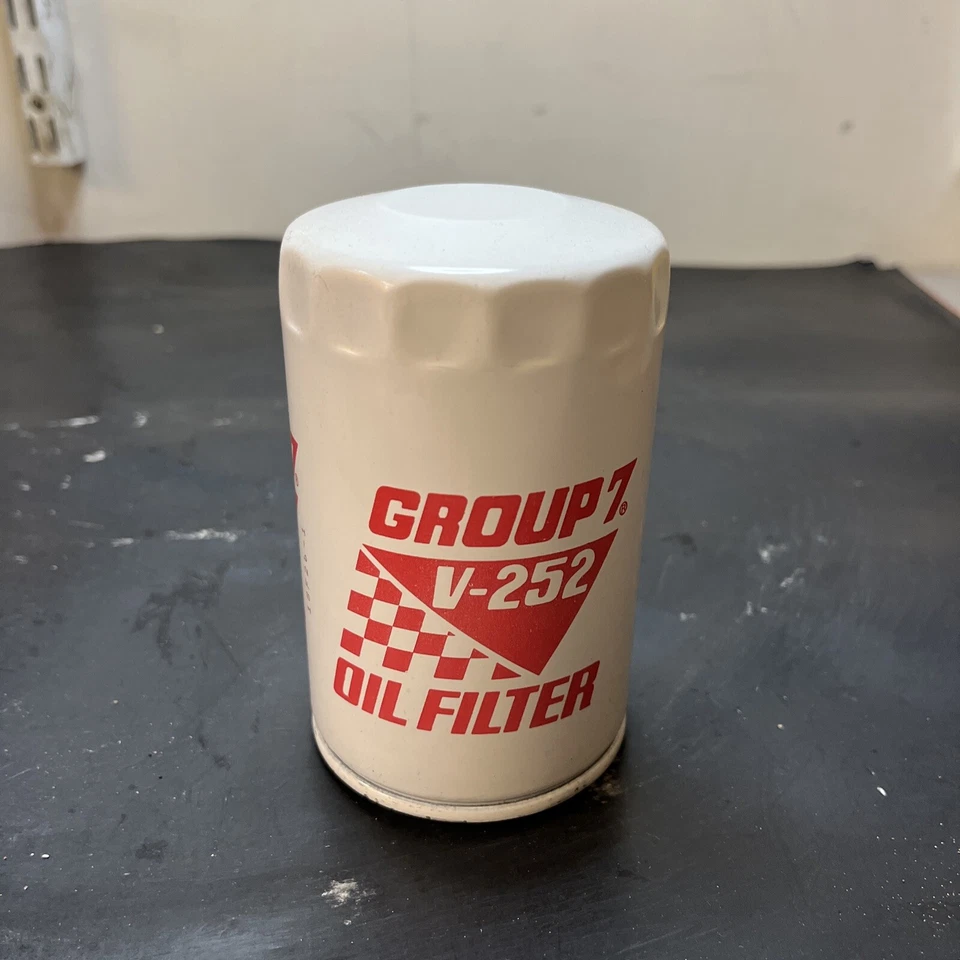 GROUP 7®
V-252
OIL FILTER